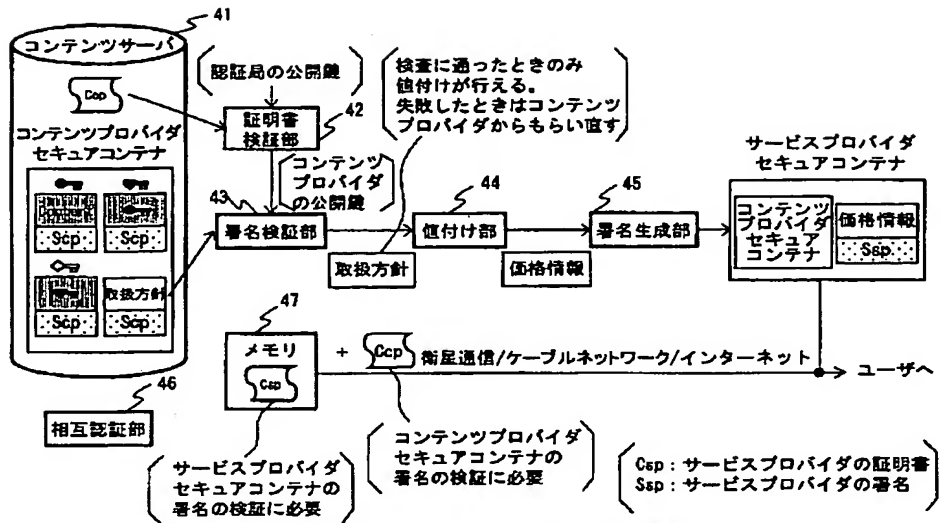 41
コンテンツサーバ
Ccp
コンテンツプロバイダ
セキュアコンテナ
Scp
Scp
取扱方針
Scp
Scp
46
相互認証部
認証局の公開鍵
42
証明書
検証部
コンテンツ
プロバイダ
の公開鍵
43
署名検証部
検査に通ったときのみ
値付けが行える。
失敗したときはコンテンツ
プロバイダからもらい直す
取扱方針
44
値付け部
価格情報
45
署名生成部
サービスプロバイダ
セキュアコンテナ
コンテンツ
プロバイダ
セキュア
コンテナ
価格情報
Ssp
47
メモリ
Csp
+
Ccp
衛星通信/ケーブルネットワーク/インターネット
ユーザへ
サービスプロバイダ
セキュアコンテナの
署名の検証に必要
コンテンツプロバイダ
セキュアコンテナの
署名の検証に必要
Csp：サービスプロバイダの証明書
Ssp：サービスプロバイダの署名